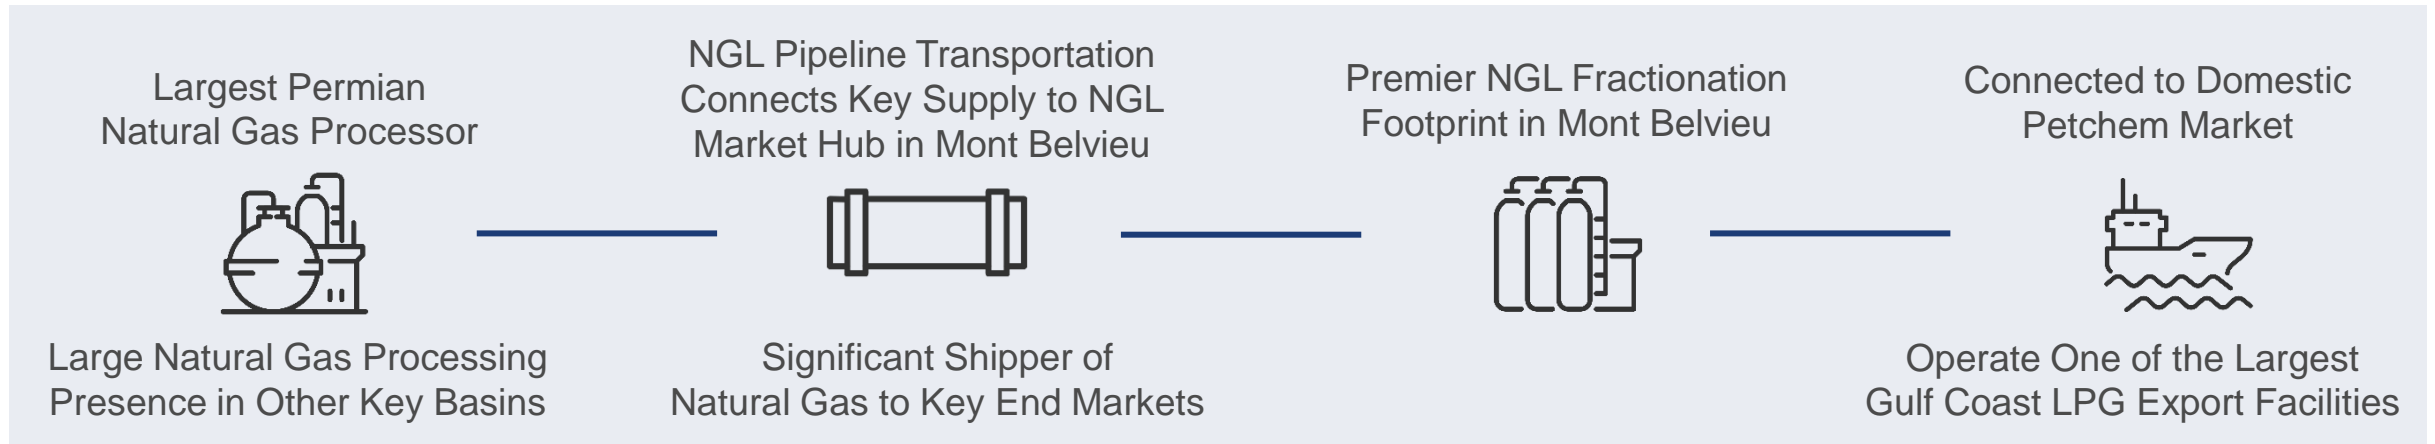 Largest Permian
Natural Gas Processor
Large Natural Gas Processing
Presence in Other Key Basins
NGL Pipeline Transportation
Connects Key Supply to NGL
Market Hub in Mont Belvieu
Significant Shipper of
Natural Gas to Key End Markets
Premier NGL Fractionation
Footprint in Mont Belvieu
Connected to Domestic
Petchem Market
Operate One of the Largest
Gulf Coast LPG Export Facilities